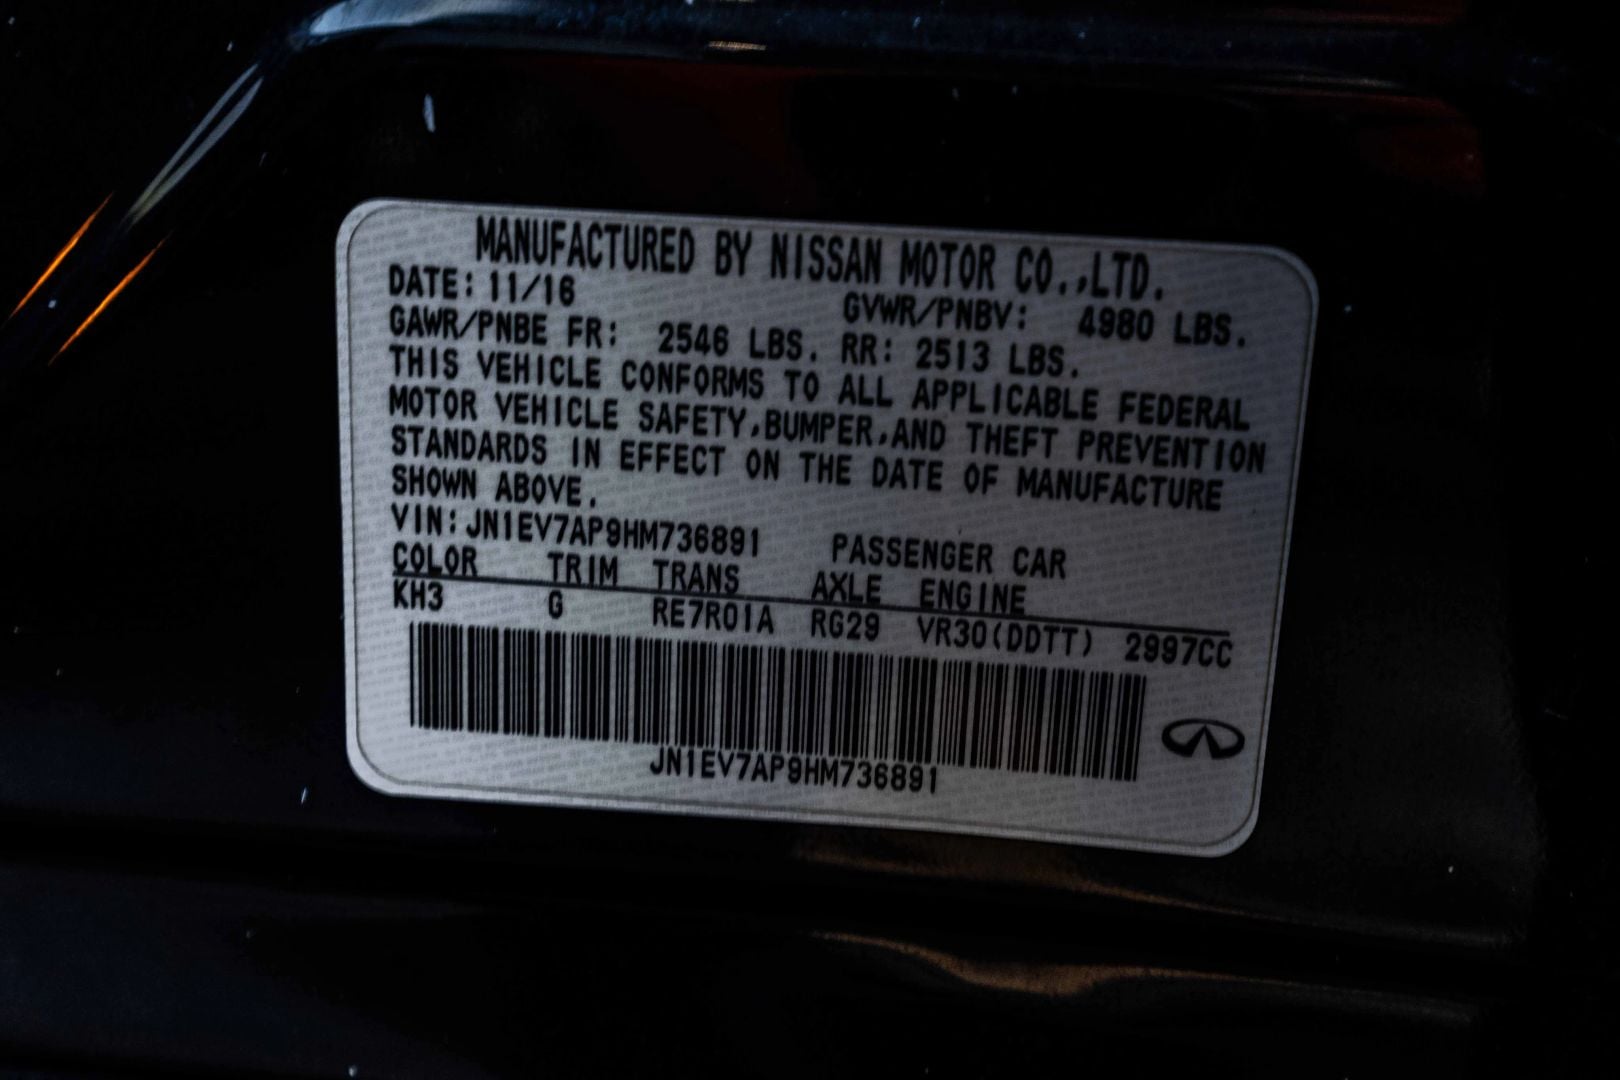 MANUFACTURED BY NISSAN MOTOR CO.,LTD.
DATE: 11/16 GVWR/PNBV: 4980 LBS.
GAWR/PNBE FR: 2546 LBS. RR: 2513 LBS.
THIS VEHICLE CONFORMS TO ALL APPLICABLE FEDERAL
MOTOR VEHICLE SAFETY,BUMPER,AND THEFT PREVENTION
STANDARDS IN EFFECT ON THE DATE OF MANUFACTURE
SHOWN ABOVE.
VIN:JN1EV7AP9HM736891 PASSENGER CAR
COLOR TRIM TRANS AXLE ENGINE
KH3 G RE7R01A RG29 VR30(DDTT) 2997CC
JN1EV7AP9HM736891